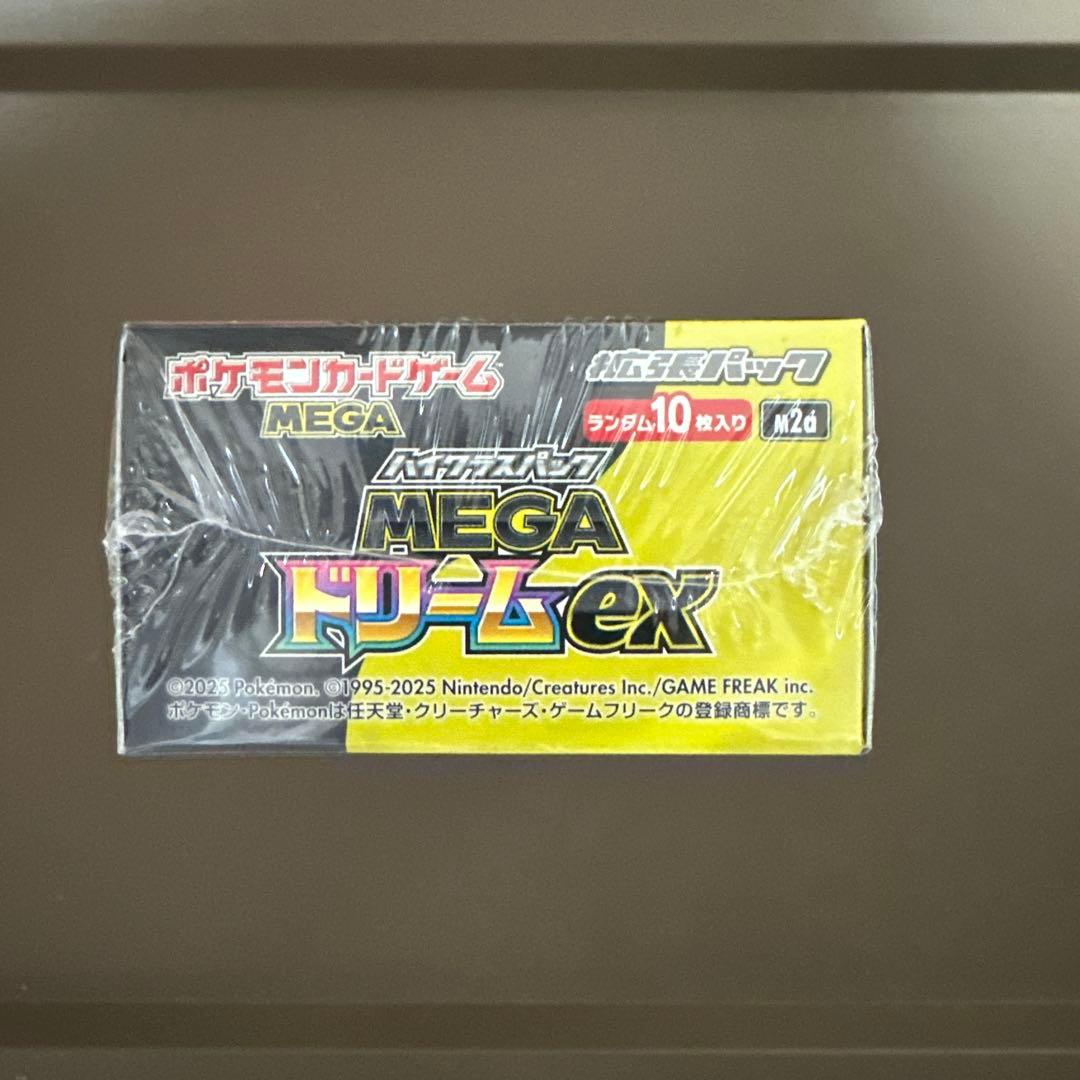 ポケモンカードゲーム
MEGA
拡張パック
ランダム10枚入り M2a
ハイクラスパック
MEGA
ドリームex
©2025 Pokémon. ©1995-2025 Nintendo/Creatures Inc./GAME FREAK inc.
ポケモン・Pokémonは任天堂・クリーチャーズ・ゲームフリークの登録商標です。